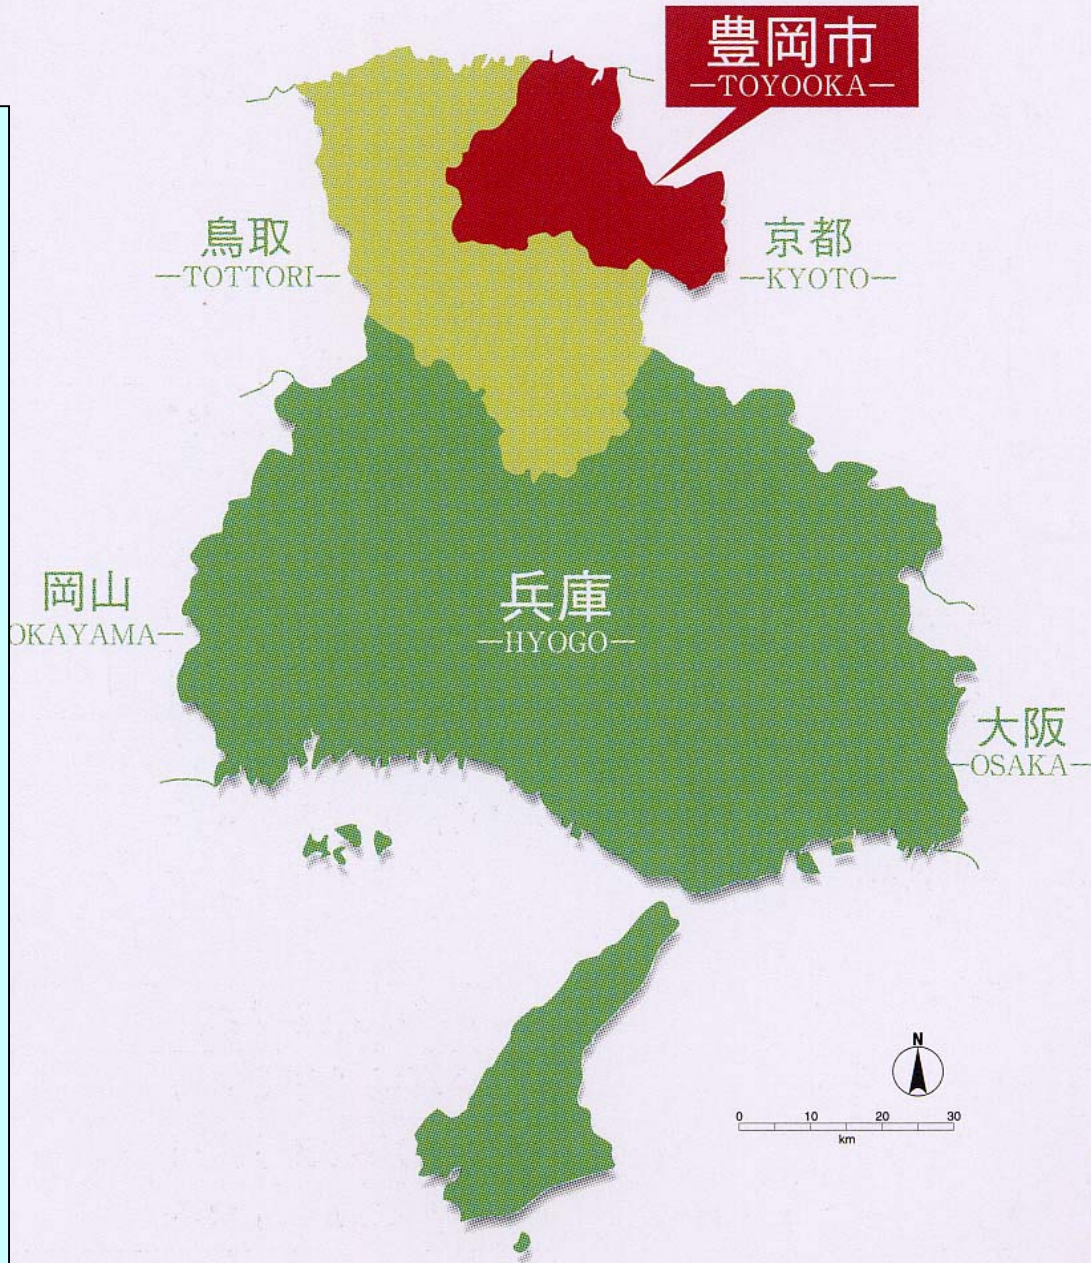 豊岡市
—TOYOOKA—
鳥取
—TOTTORI—
京都
—KYOTO—
岡山
OKAYAMA—
兵庫
—HYOGO—
大阪
—OSAKA—
N
0 10 20 30
km